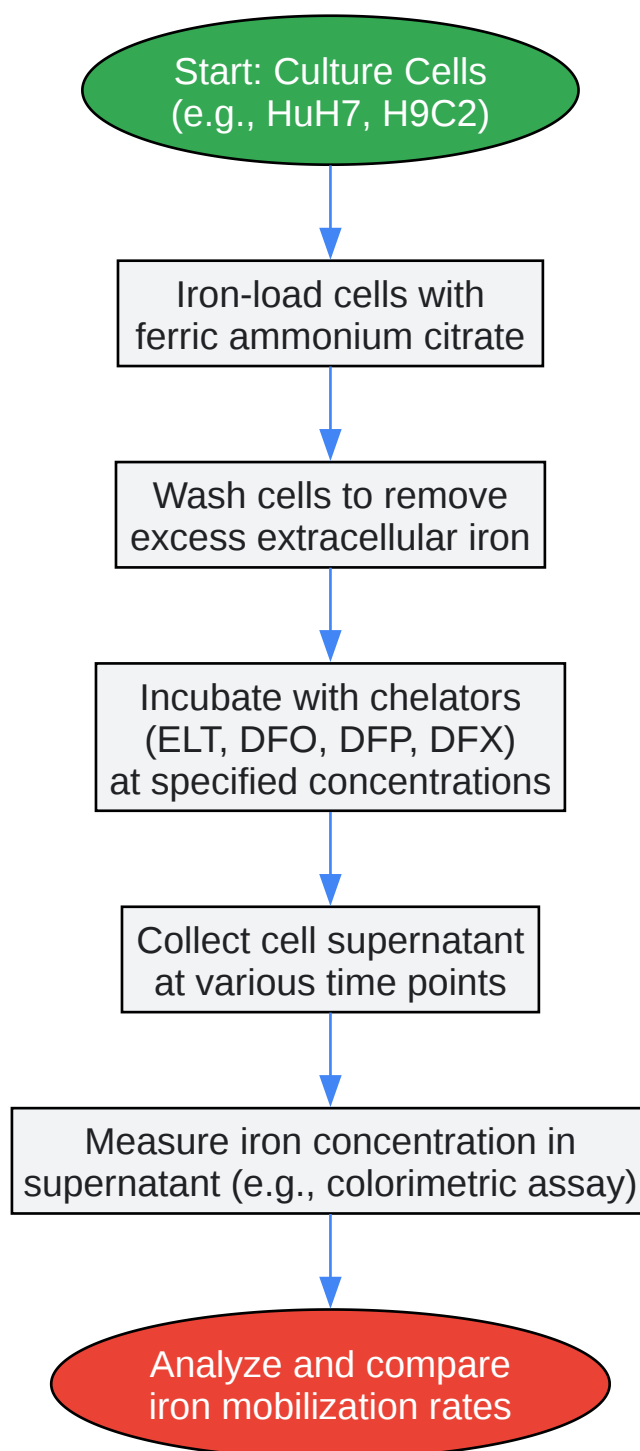 Start: Culture Cells
(e.g., HuH7, H9C2)
Iron-load cells with
ferric ammonium citrate
Wash cells to remove
excess extracellular iron
Incubate with chelators
(ELT, DFO, DFP, DFX)
at specified concentrations
Collect cell supernatant
at various time points
Measure iron concentration in
supernatant (e.g., colorimetric assay)
Analyze and compare
iron mobilization rates